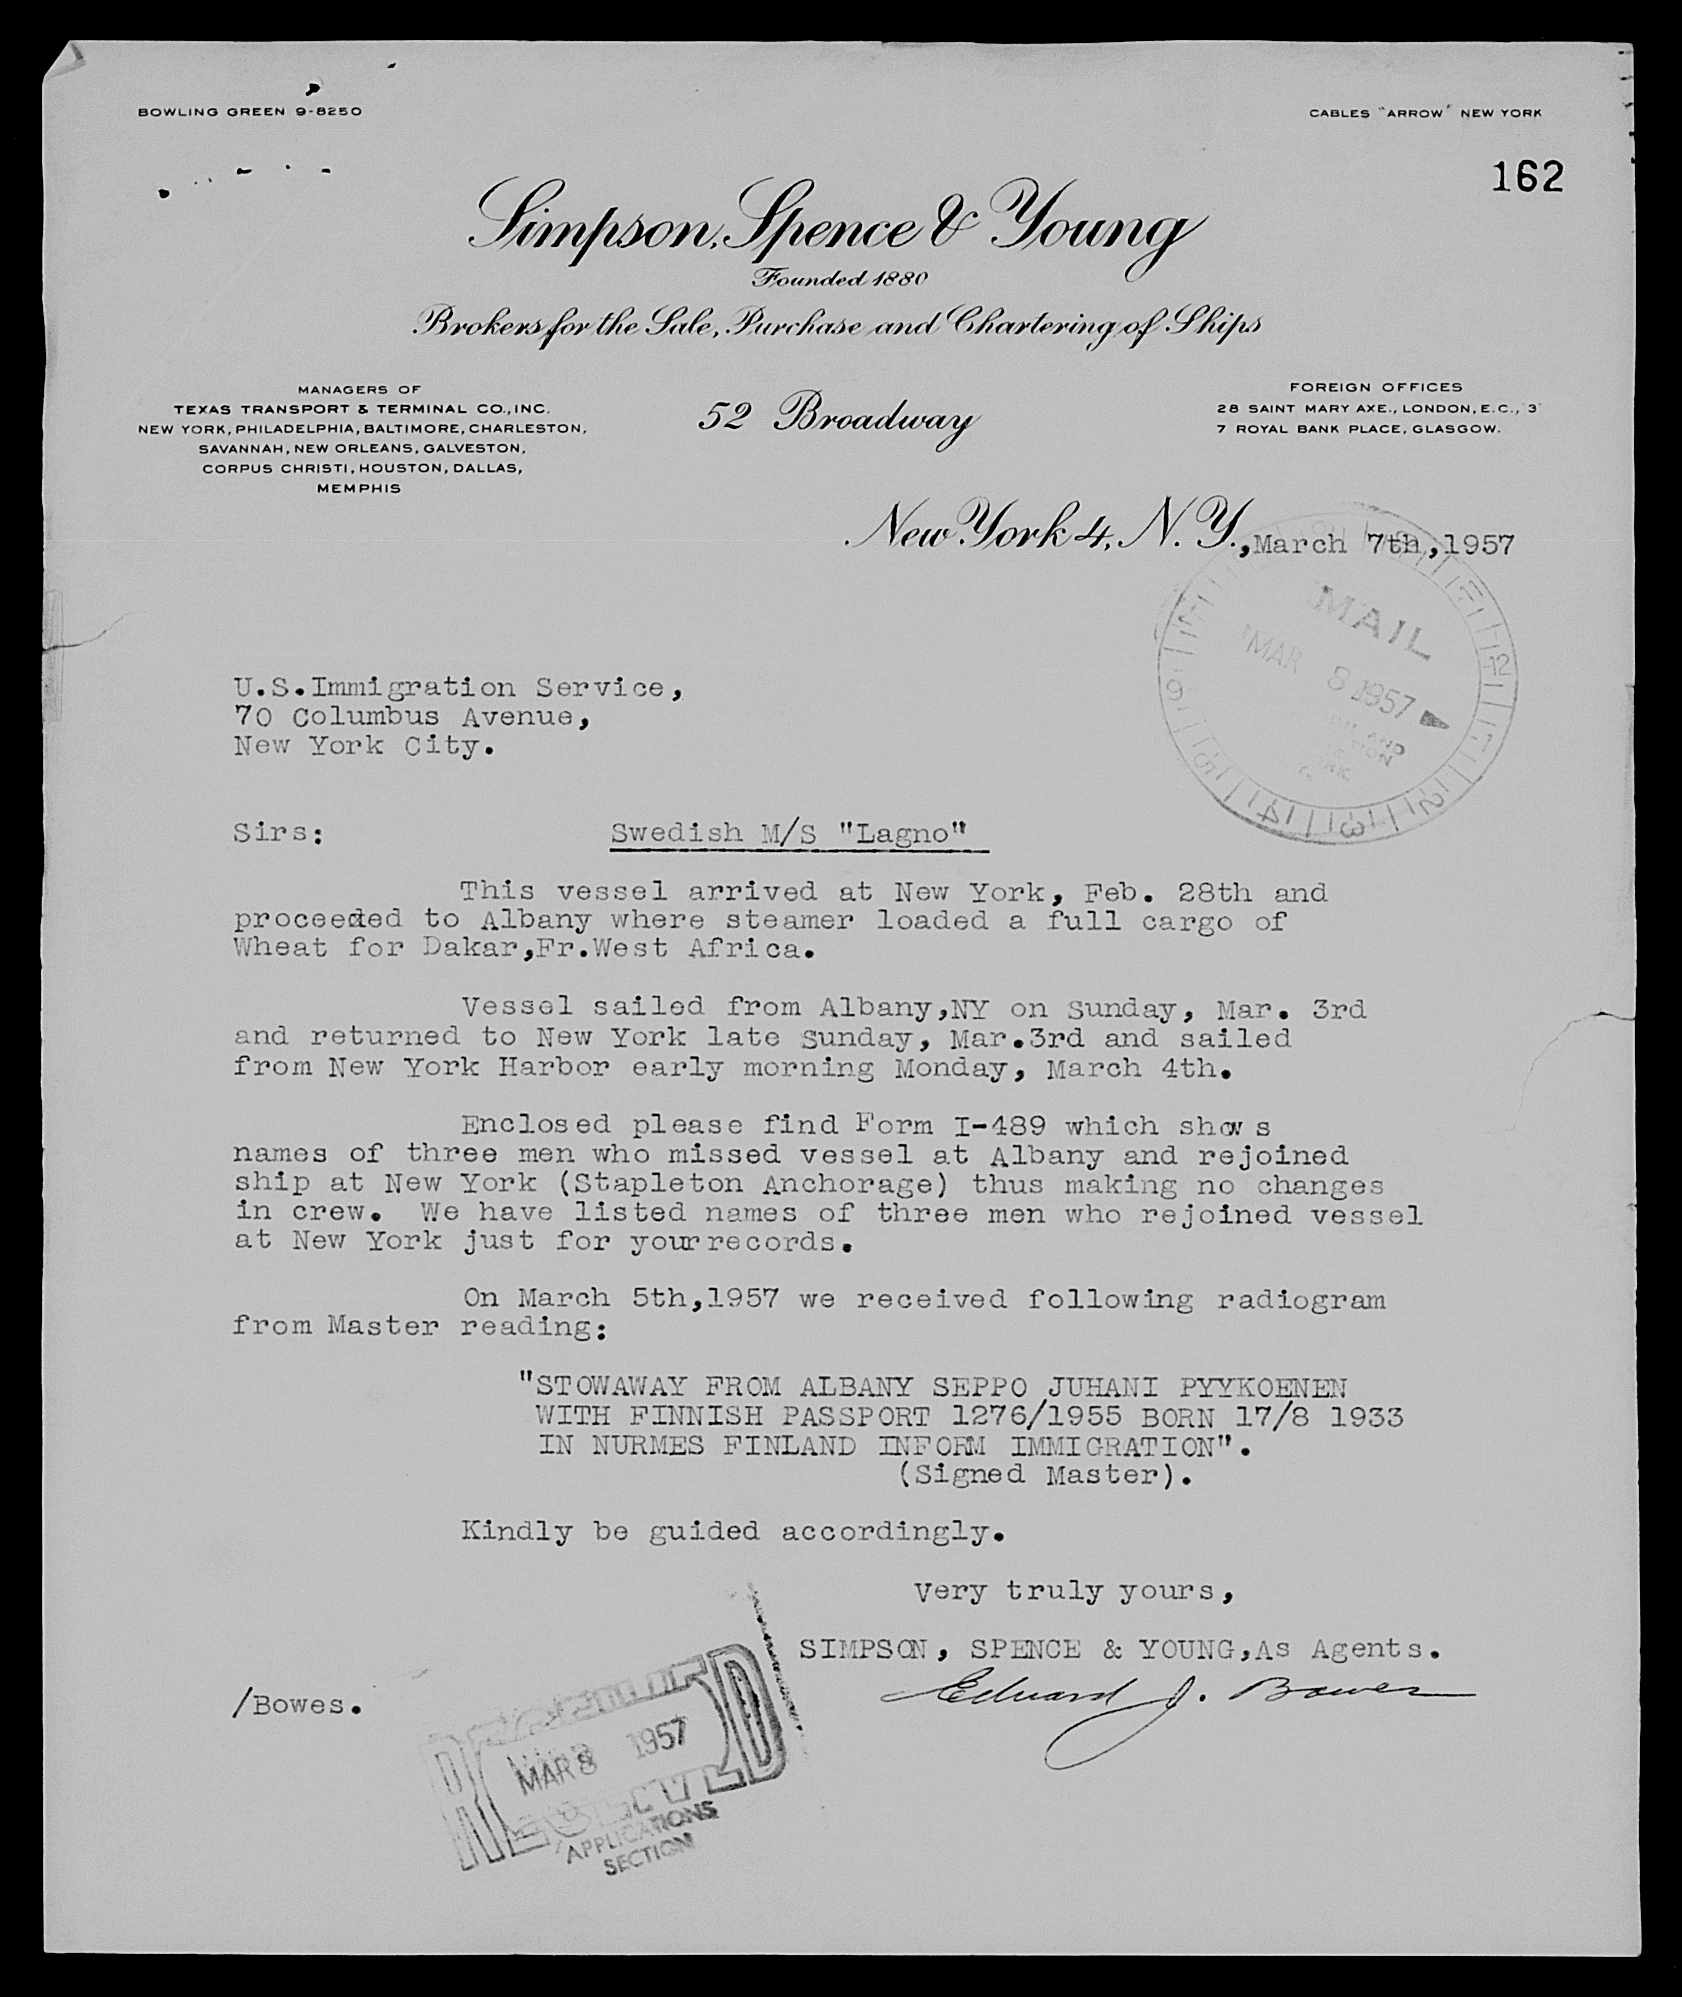 BOWLING GREEN 9-8250
CABLES "ARROW" NEW YORK
162
Simpson, Spence & Young
Founded 1880
Brokers for the Sale, Purchase and Chartering of Ships
MANAGERS OF
TEXAS TRANSPORT & TERMINAL CO., INC.
NEW YORK, PHILADELPHIA, BALTIMORE, CHARLESTON,
SAVANNAH, NEW ORLEANS, GALVESTON,
CORPUS CHRISTI, HOUSTON, DALLAS,
MEMPHIS
52 Broadway
FOREIGN OFFICES
28 SAINT MARY AXE., LONDON, E.C., 3
7 ROYAL BANK PLACE, GLASGOW.
New York 4, N.Y.,March 7th,1957
MAIL
MAR 8 1957
U.S.Immigration Service,
70 Columbus Avenue,
New York City.
Sirs: Swedish M/S "Lagno"
This vessel arrived at New York, Feb. 28th and
proceeded to Albany where steamer loaded a full cargo of
Wheat for Dakar,Fr.West Africa.
Vessel sailed from Albany,NY on Sunday, Mar. 3rd
and returned to New York late Sunday, Mar.3rd and sailed
from New York Harbor early morning Monday, March 4th.
Enclosed please find Form I-489 which shows
names of three men who missed vessel at Albany and rejoined
ship at New York (Stapleton Anchorage) thus making no changes
in crew. We have listed names of three men who rejoined vessel
at New York just for your records.
On March 5th,1957 we received following radiogram
from Master reading:
"STOWAWAY FROM ALBANY SEPPO JUHANI PYYKOENEN
WITH FINNISH PASSPORT 1276/1955 BORN 17/8 1933
IN NURMES FINLAND INFORM IMMIGRATION".
(Signed Master).
Kindly be guided accordingly.
Very truly yours,
SIMPSON, SPENCE & YOUNG,As Agents.
Edward J. Bowes
/Bowes.
RECEIVED
MAR 8 1957
APPLICATIONS
SECTION